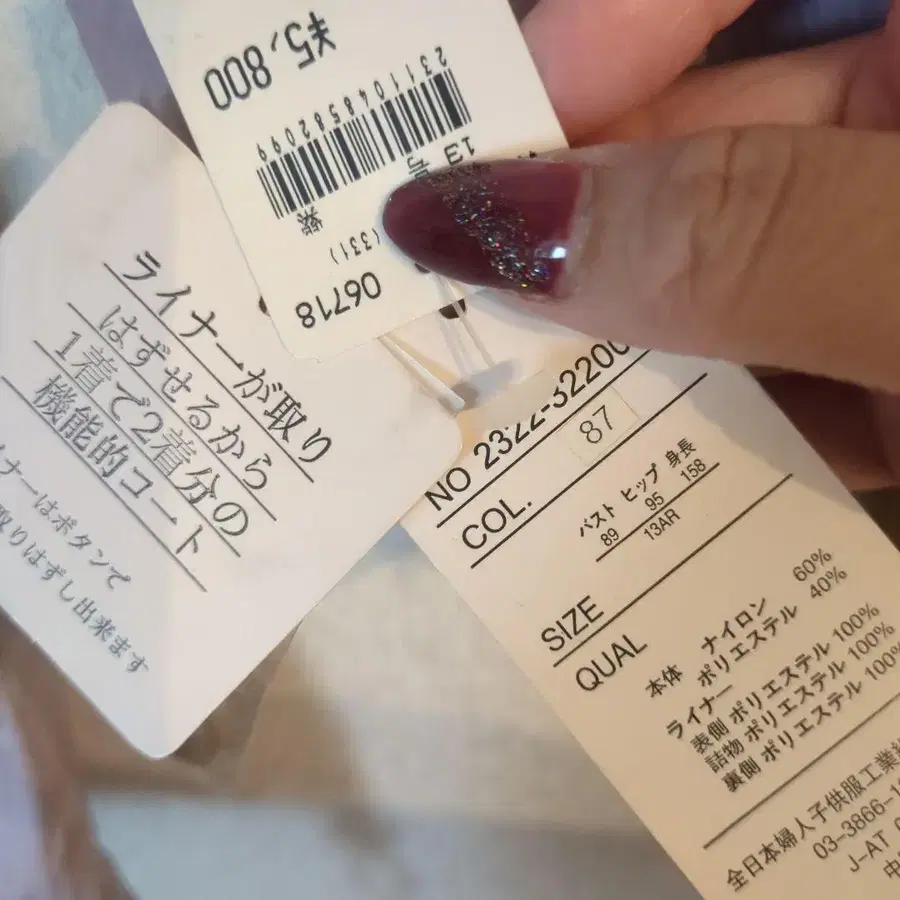 ¥5,800
2311048582099
13号
(331)
06718
ライナーが取り
はずせるから
1着で2着分の
機能的コート
イナーはボタンで
取りはずし出来ます
NO 2322-32200
COL. 87
バスト ヒップ 身長
89 95 158
13AR
SIZE
QUAL
本体 ナイロン 60%
ポリエステル 40%
ライナー
表側 ポリエステル 100%
詰物 ポリエステル 100%
裏側 ポリエステル 100%
全日本婦人子供服工業組
03-3866-1
J-AT